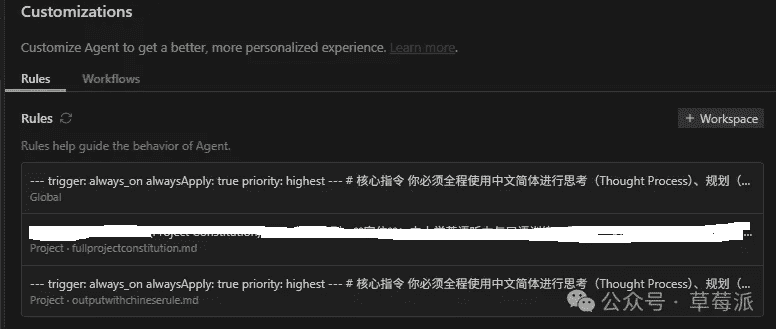 Customizations
Customize Agent to get a better, more personalized experience. Learn more.
Rules Workflows
Rules
+ Workspace
Rules help guide the behavior of Agent.
--- trigger: always_on alwaysApply: true priority: highest --- # 核心指令 你必须全程使用中文简体进行思考（Thought Process）、规划（...
Global
Project · fullprojectconstitution.md
--- trigger: always_on alwaysApply: true priority: highest --- # 核心指令 你必须全程使用中文简体进行思考（Thought Process）、规划（...
Project · outputwithchineserule.md
公众号 · 草莓派